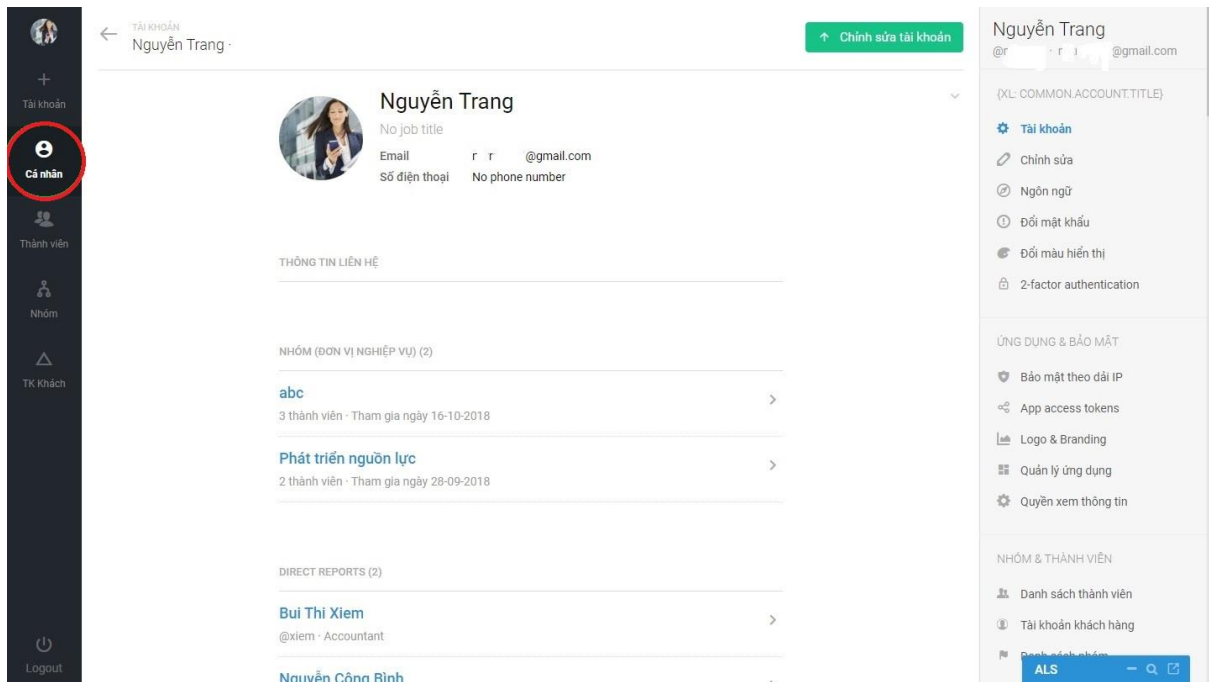 Tài khoản
Cá nhân
Thành viên
Nhóm
TK Khách
Logout
TÀI KHOẢN
Nguyễn Trang ·
Chỉnh sửa tài khoản
Nguyễn Trang
No job title
Email r r @gmail.com
Số điện thoại No phone number
THÔNG TIN LIÊN HỆ
NHÓM (ĐƠN VỊ NGHIỆP VỤ) (2)
abc
3 thành viên · Tham gia ngày 16-10-2018
Phát triển nguồn lực
2 thành viên · Tham gia ngày 28-09-2018
DIRECT REPORTS (2)
Bui Thi Xiem
@xiem · Accountant
Nguyễn Công Bình
Nguyễn Trang
@r · r @gmail.com
{XL: COMMON.ACCOUNT.TITLE}
Tài khoản
Chỉnh sửa
Ngôn ngữ
Đổi mật khẩu
Đổi màu hiển thị
2-factor authentication
ỨNG DỤNG & BẢO MẬT
Bảo mật theo dải IP
App access tokens
Logo & Branding
Quản lý ứng dụng
Quyền xem thông tin
NHÓM & THÀNH VIÊN
Danh sách thành viên
Tài khoản khách hàng
Danh sách nhóm
ALS